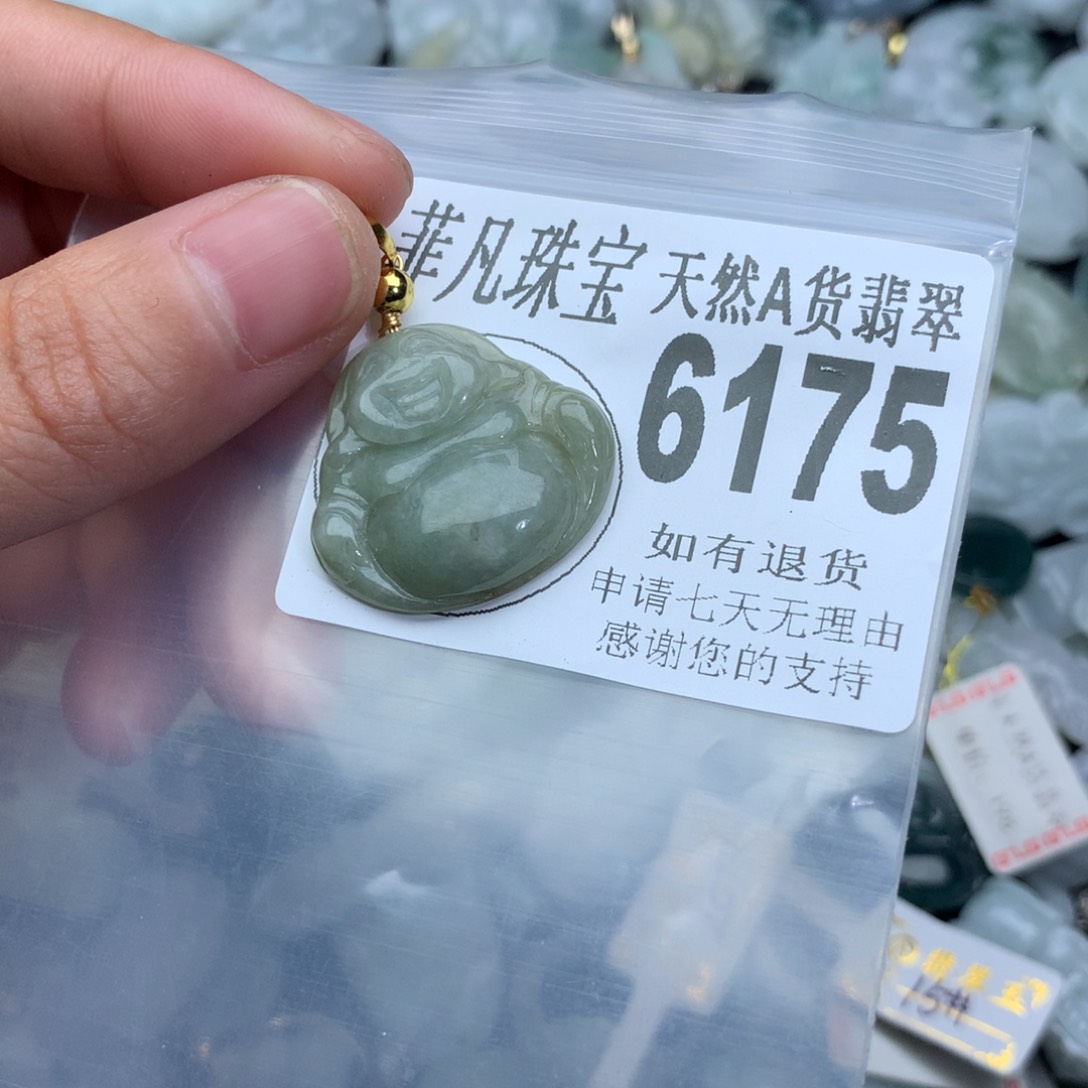 菲凡珠宝 天然A货翡翠
6175
如有退货
申请七天无理由
感谢您的支持
15#